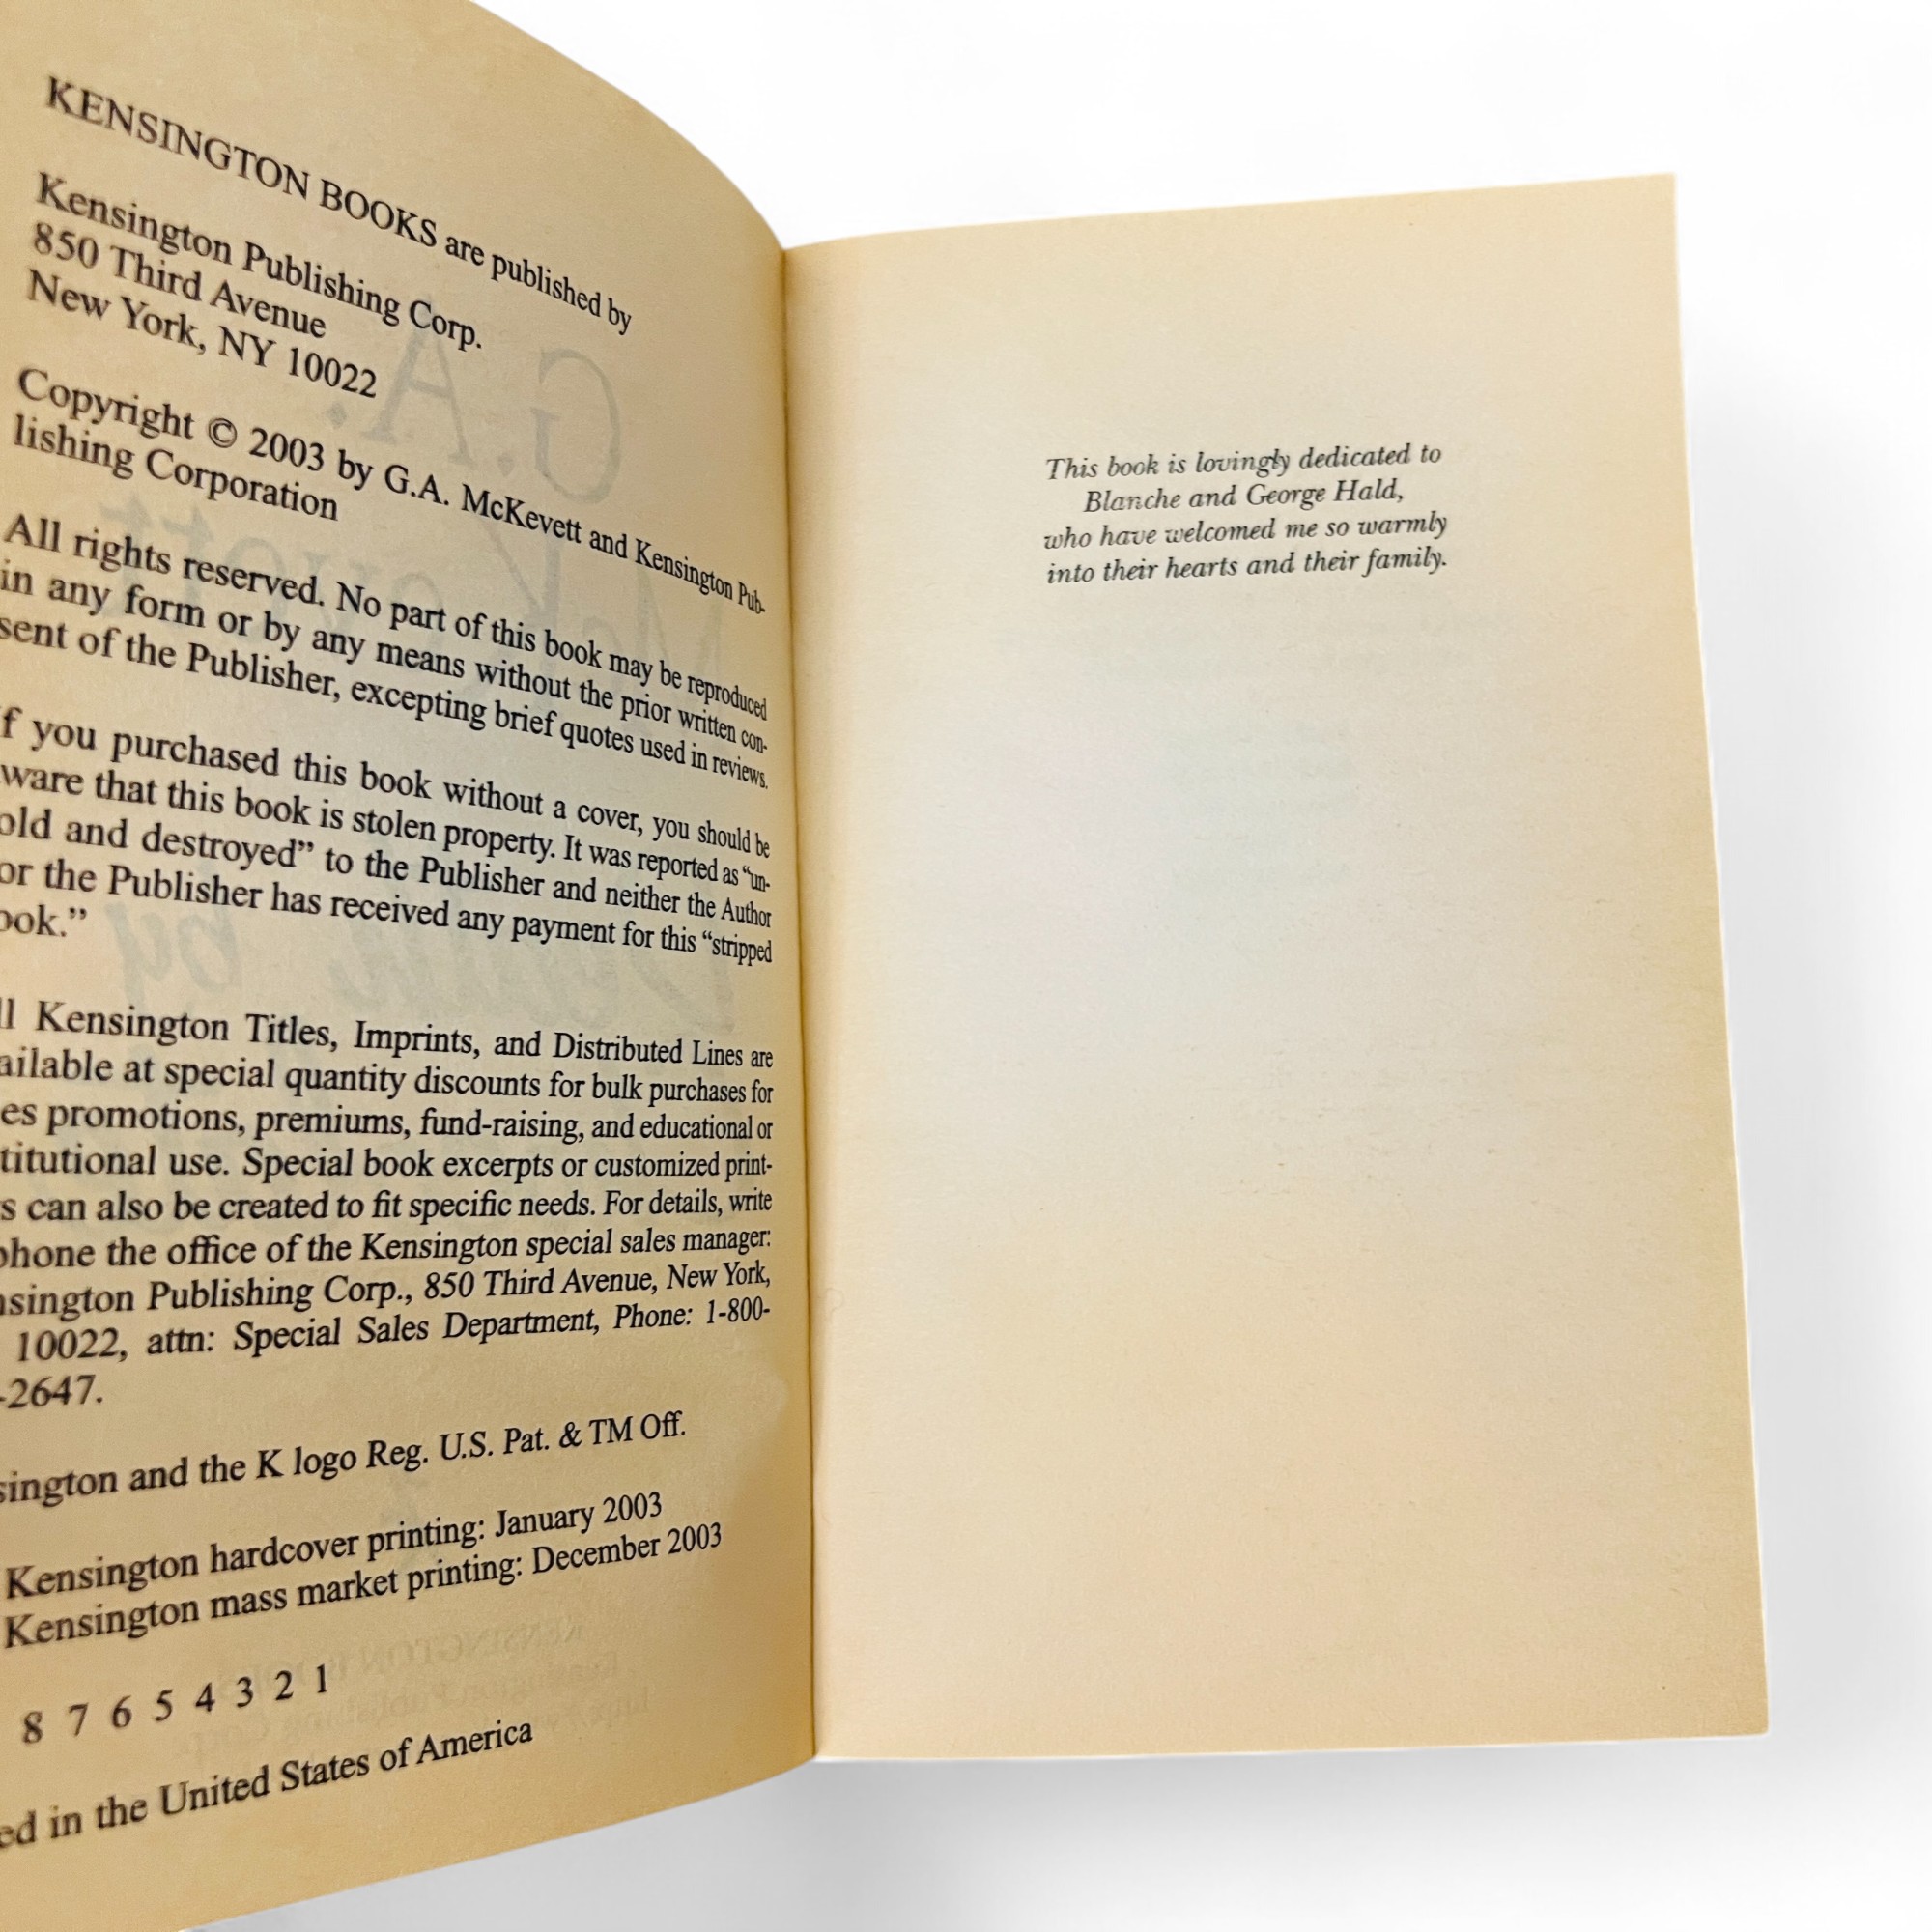 KENSINGTON BOOKS are published by
Kensington Publishing Corp.
850 Third Avenue
New York, NY 10022
Copyright © 2003 by G.A. McKevett and Kensington Pub-
lishing Corporation
All rights reserved. No part of this book may be reproduced
in any form or by any means without the prior written con-
sent of the Publisher, excepting brief quotes used in reviews.
f you purchased this book without a cover, you should be
ware that this book is stolen property. It was reported as “un-
old and destroyed” to the Publisher and neither the Author
or the Publisher has received any payment for this “stripped
ook.”
ll Kensington Titles, Imprints, and Distributed Lines are
ailable at special quantity discounts for bulk purchases for
es promotions, premiums, fund-raising, and educational or
titutional use. Special book excerpts or customized print-
s can also be created to fit specific needs. For details, write
phone the office of the Kensington special sales manager:
nsington Publishing Corp., 850 Third Avenue, New York,
10022, attn: Special Sales Department, Phone: 1-800-
-2647.
sington and the K logo Reg. U.S. Pat. & TM Off.
Kensington hardcover printing: January 2003
Kensington mass market printing: December 2003
8 7 6 5 4 3 2 1
ed in the United States of America
This book is lovingly dedicated to
Blanche and George Hald,
who have welcomed me so warmly
into their hearts and their family.